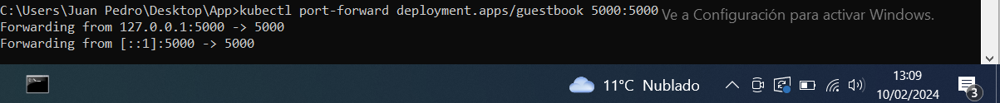 C:\Users\Juan Pedro\Desktop\App>kubectl port-forward deployment.apps/guestbook 5000:5000
Ve a Configuración para activar Windows.
Forwarding from 127.0.0.1:5000 -> 5000
Forwarding from [::1]:5000 -> 5000
11°C Nublado
13:09
10/02/2024
3